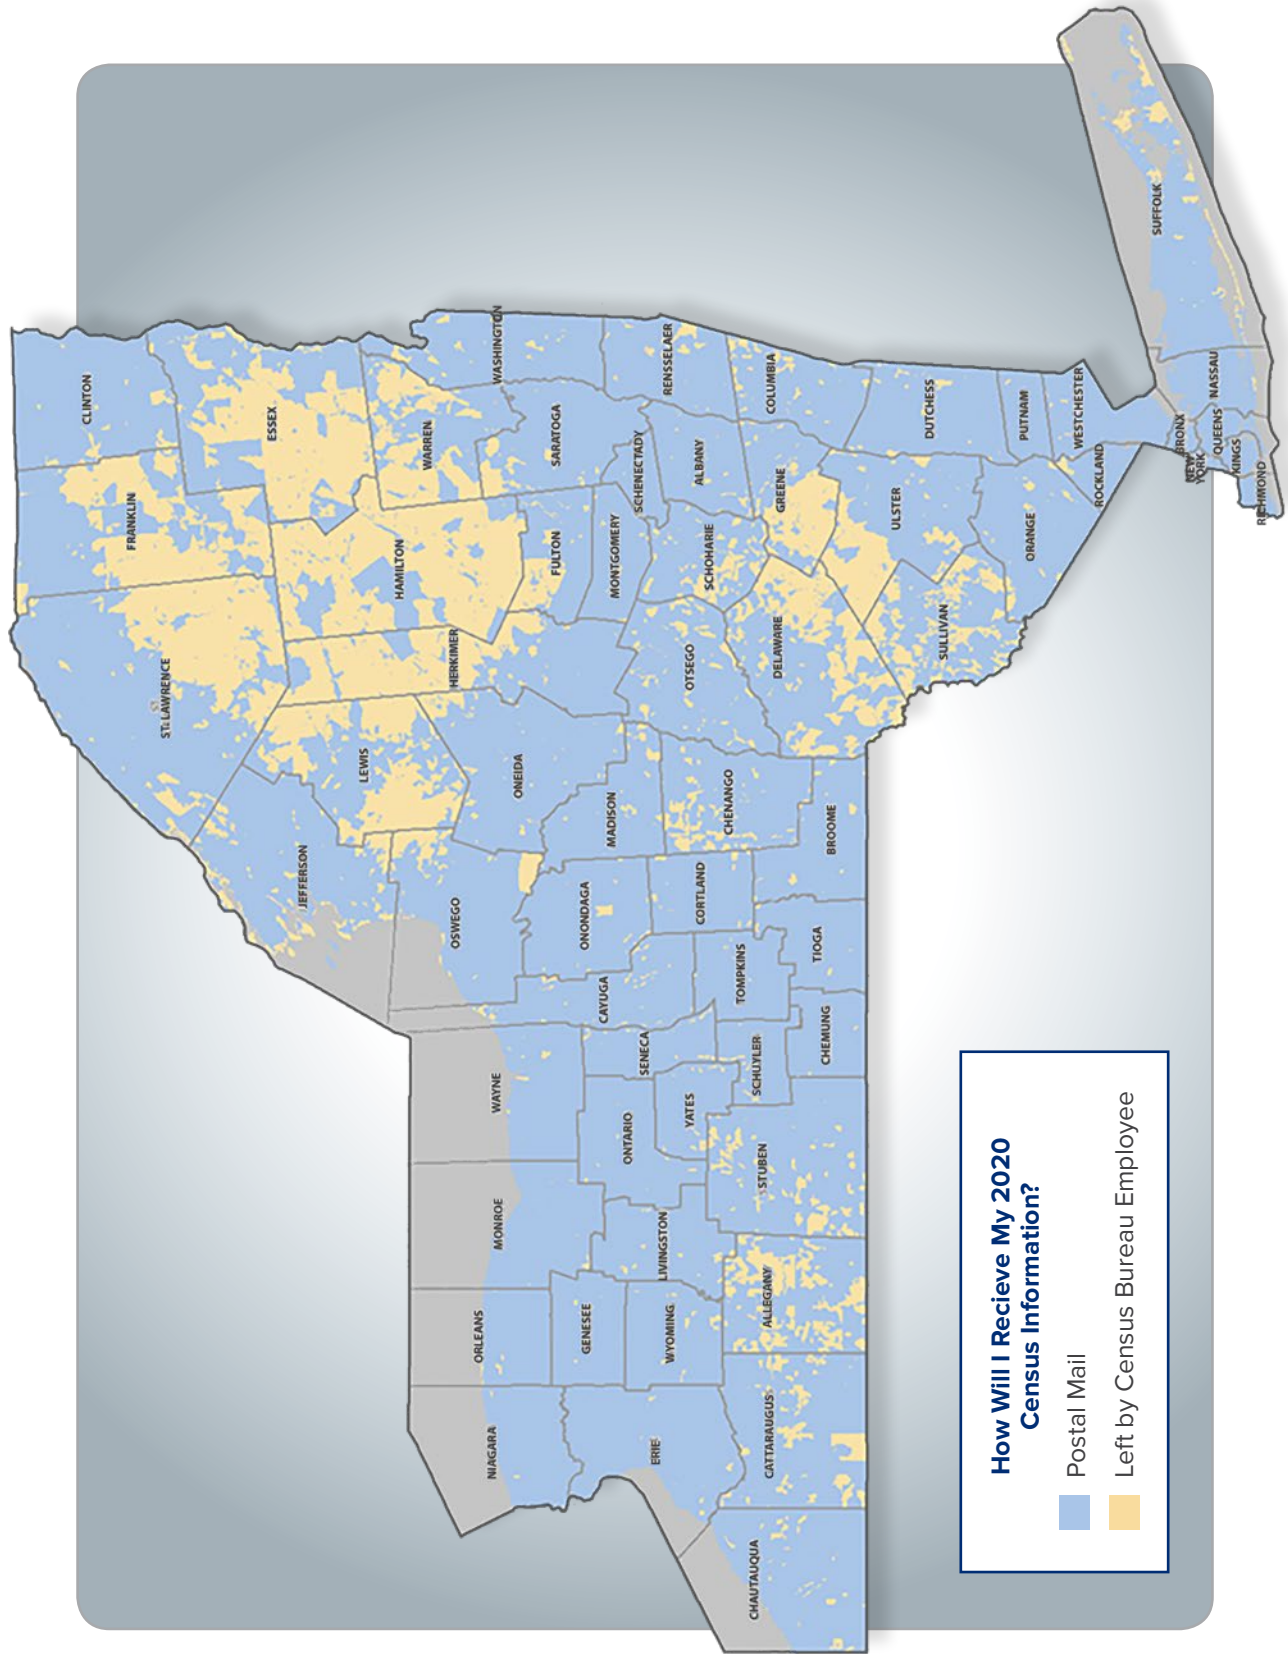 CLINTON
FRANKLIN
ST. LAWRENCE
ESSEX
JEFFERSON
LEWIS
HAMILTON
WARREN
HERKIMER
OSWEGO
ORLEANS
NIAGARA
WAYNE
WASHINGTON
MONROE
ONEIDA
FULTON
SARATOGA
GENESEE
ONONDAGA
CAYUGA
MADISON
MONTGOMERY
ONTARIO
SCHENECTADY
SENECA
ERIE
LIVINGSTON
RENSSELAER
WYOMING
YATES
OTSEGO
CORTLAND
ALBANY
SCHOHARIE
CHENANGO
TOMPKINS
CHAUTAUQUA
SCHUYLER
STUBEN
ALLEGANY
CATTARAUGUS
COLUMBIA
DELAWARE
GREENE
TIOGA
CHEMUNG
BROOME
ULSTER
DUTCHESS
SULLIVAN
PUTNAM
ORANGE
WESTCHESTER
ROCKLAND
SUFFOLK
BRONX
NEW
YORK
NASSAU
QUEENS
KINGS
RICHMOND
How Will I Recieve My 2020
Census Information?
Postal Mail
Left by Census Bureau Employee